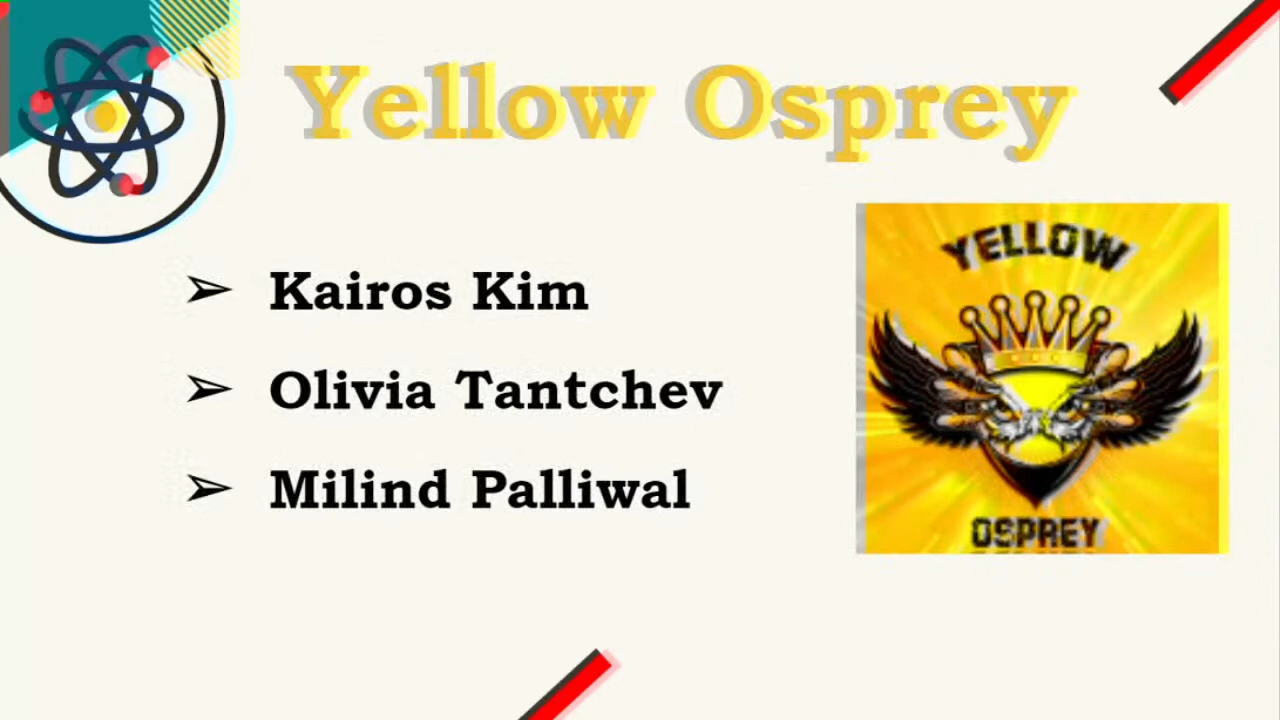 Yellow Osprey
Kairos Kim
Olivia Tantchev
Milind Palliwal
YELLOW
OSPREY